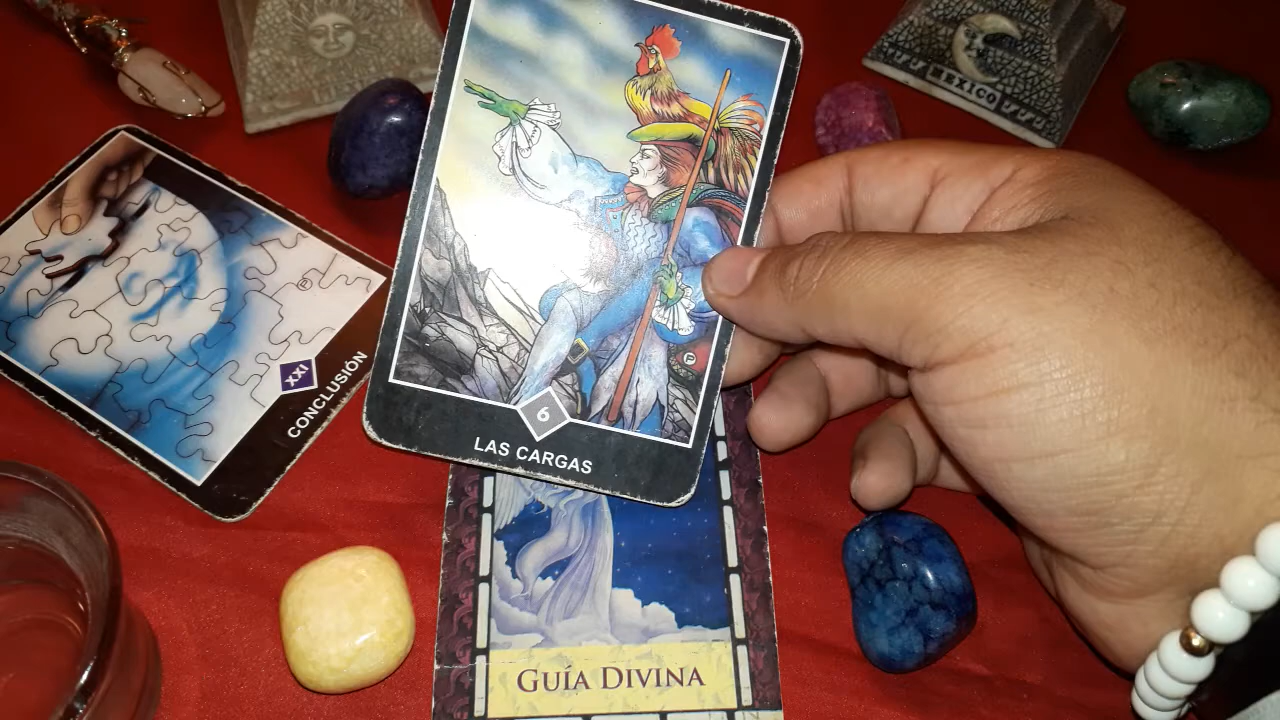 MEXICO
XXI
CONCLUSIÓN
6
LAS CARGAS
GUÍA DIVINA